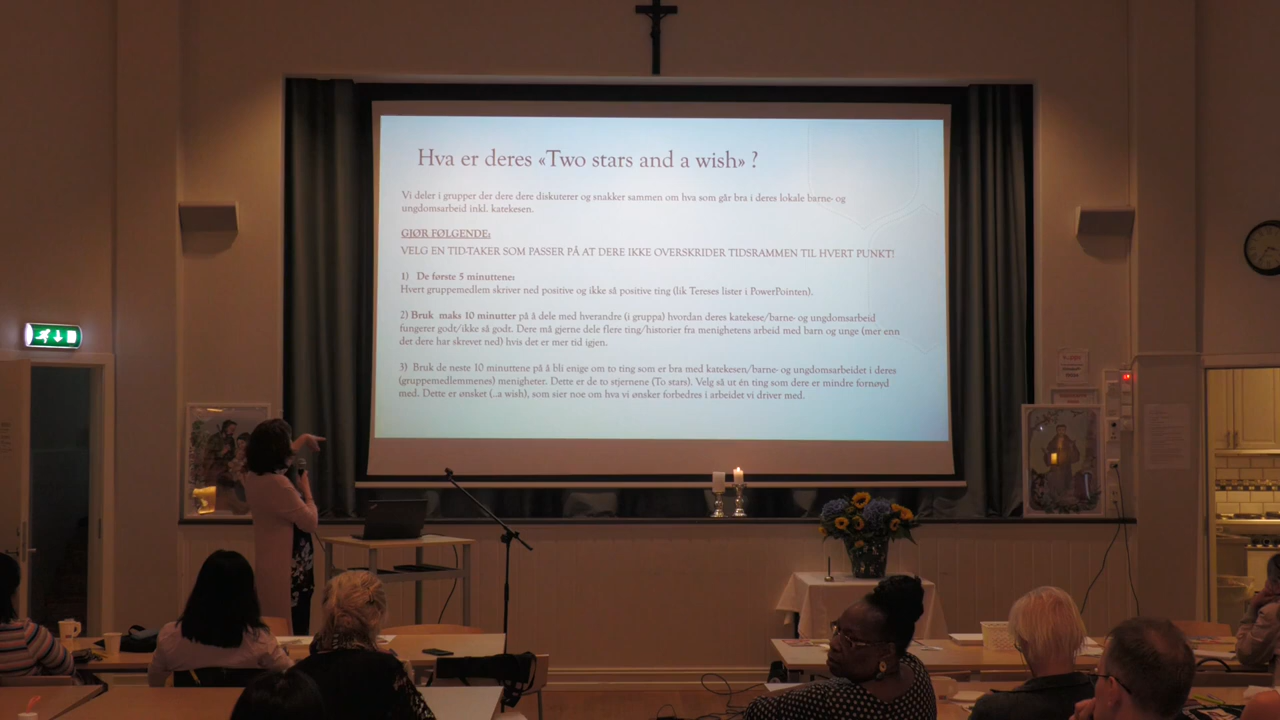 Hva er deres «Two stars and a wish» ?
Vi deler i grupper der dere dere diskuterer og snakker sammen om hva som går bra i deres lokale barne- og
ungdomsarbeid inkl. katekesen.
GJØR FØLGENDE:
VELG EN TID-TAKER SOM PASSER PÅ AT DERE IKKE OVERSKRIDER TIDSRAMMEN TIL HVERT PUNKT!
1) De første 5 minuttene:
Hvert gruppemedlem skriver ned positive og ikke så positive ting (lik Tereses lister i PowerPointen).
2) Bruk maks 10 minutter på å dele med hverandre (i gruppa) hvordan deres katekese/barne- og ungdomsarbeid
fungerer godt/ikke så godt. Dere må gjerne dele flere ting/historier fra menighetens arbeid med barn og unge (mer enn
det dere har skrevet ned) hvis det er mer tid igjen.
3) Bruk de neste 10 minuttene på å bli enige om to ting som er bra med katekesen/barne- og ungdomsarbeidet i deres
(gruppemedlemmenes) menigheter. Dette er de to stjernene (To stars). Velg så ut én ting som dere er mindre fornøyd
med. Dette er ønsket (..a wish), som sier noe om hva vi ønsker forbedres i arbeidet vi driver med.